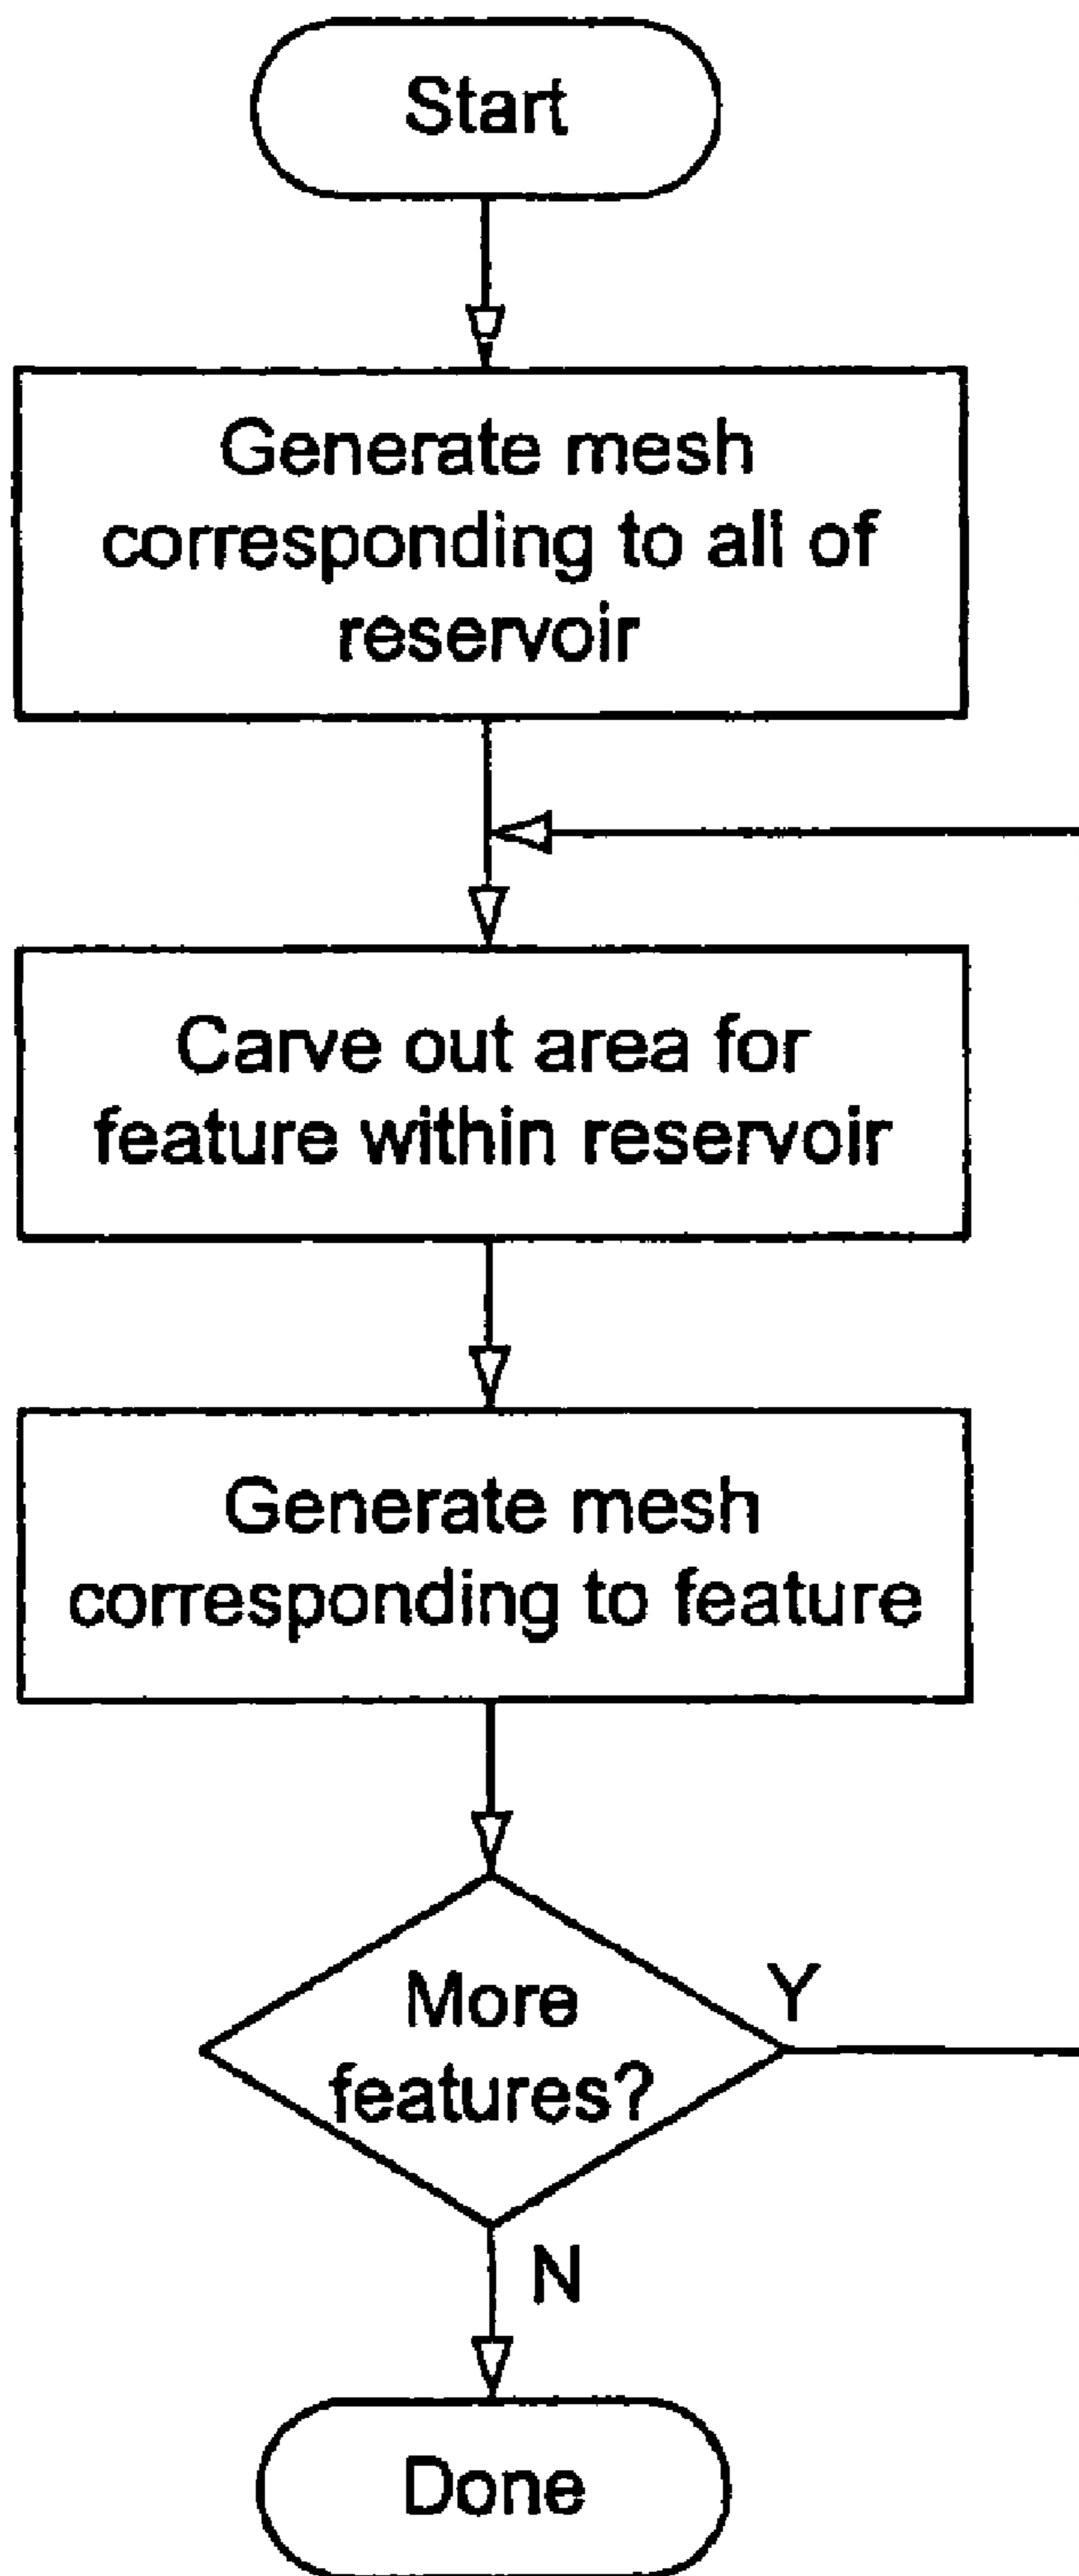 Start
Generate mesh
corresponding to all of
reservoir
Carve out area for
feature within reservoir
Generate mesh
corresponding to feature
More
features?
Y
N
Done